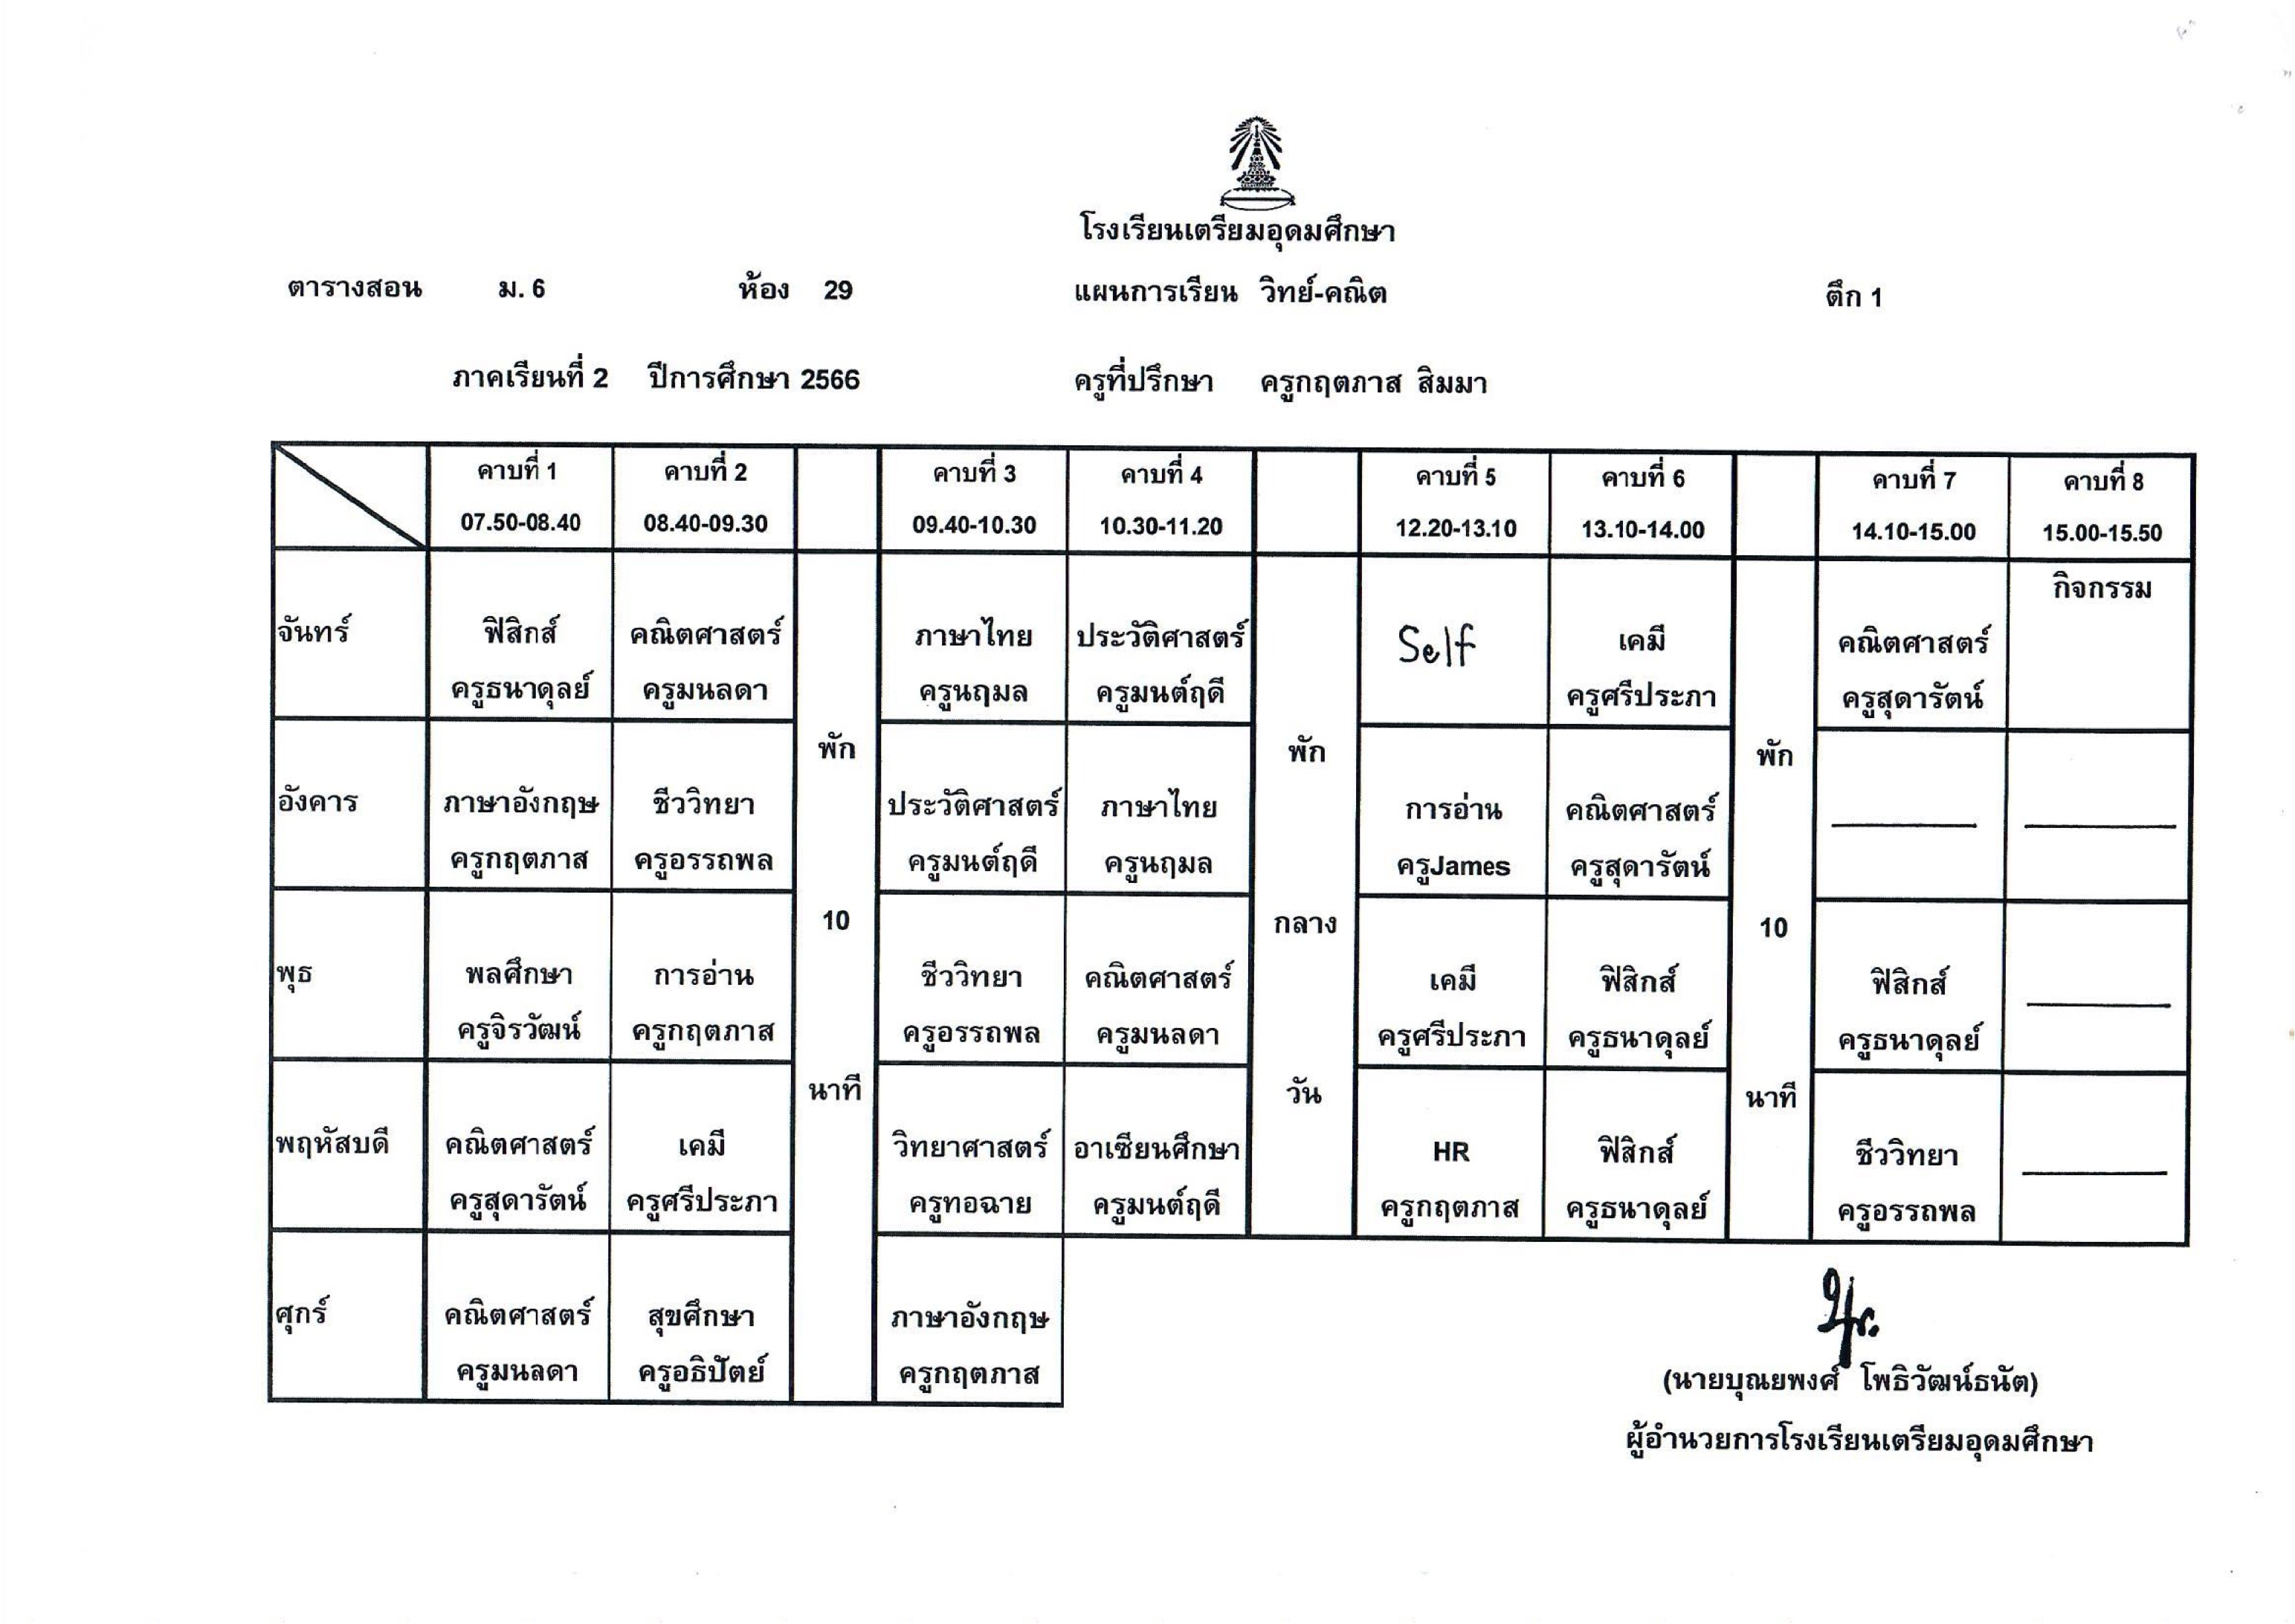 โรงเรียนเตรียมอุดมศึกษา
ตารางสอน ม. 6 ห้อง 29 แผนการเรียน วิทย์-คณิต ตึก 1
ภาคเรียนที่ 2 ปีการศึกษา 2566 ครูที่ปรึกษา ครูกฤตภาส สิมมา
คาบที่ 1 คาบที่ 2 คาบที่ 3 คาบที่ 4 คาบที่ 5 คาบที่ 6 คาบที่ 7 คาบที่ 8
07.50-08.40 08.40-09.30 09.40-10.30 10.30-11.20 12.20-13.10 13.10-14.00 14.10-15.00 15.00-15.50
กิจกรรม
จันทร์ ฟิสิกส์ คณิตศาสตร์ ภาษาไทย ประวัติศาสตร์ Self เคมี คณิตศาสตร์
ครูธนาดุลย์ ครูมนลดา ครูนฤมล ครูมนต์ฤดี ครูศรีประภา ครูสุดารัตน์
พัก พัก พัก
อังคาร ภาษาอังกฤษ ชีววิทยา ประวัติศาสตร์ ภาษาไทย การอ่าน คณิตศาสตร์
ครูกฤตภาส ครูอรรถพล ครูมนต์ฤดี ครูนฤมล ครูJames ครูสุดารัตน์
10 กลาง 10
พุธ พลศึกษา การอ่าน ชีววิทยา คณิตศาสตร์ เคมี ฟิสิกส์ ฟิสิกส์
ครูจิรวัฒน์ ครูกฤตภาส ครูอรรถพล ครูมนลดา ครูศรีประภา ครูธนาดุลย์ ครูธนาดุลย์
นาที วัน นาที
พฤหัสบดี คณิตศาสตร์ เคมี วิทยาศาสตร์ อาเซียนศึกษา HR ฟิสิกส์ ชีววิทยา
ครูสุดารัตน์ ครูศรีประภา ครูทอฉาย ครูมนต์ฤดี ครูกฤตภาส ครูธนาดุลย์ ครูอรรถพล
ศุกร์ คณิตศาสตร์ สุขศึกษา ภาษาอังกฤษ
ครูมนลดา ครูอธิปัตย์ ครูกฤตภาส
(นายบุณยพงศ์ โพธิวัฒน์ธนัต)
ผู้อำนวยการโรงเรียนเตรียมอุดมศึกษา